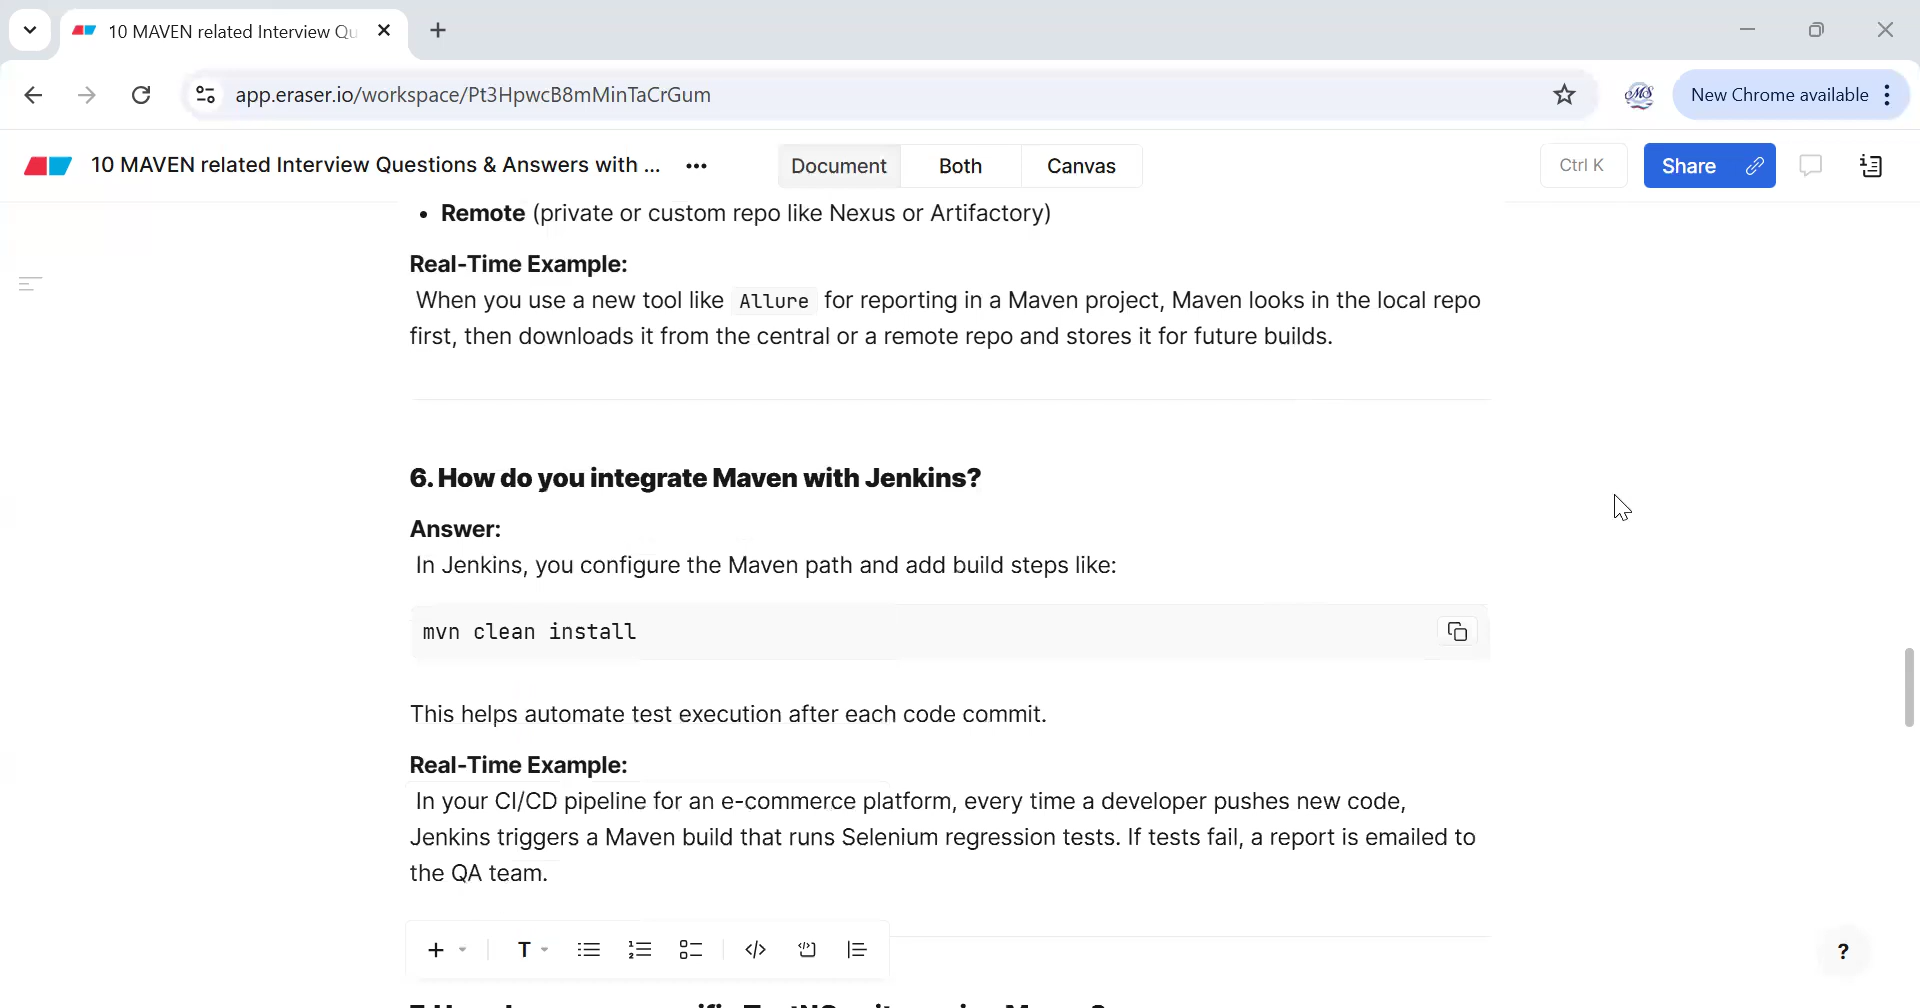 10 MAVEN related Interview Qu
app.eraser.io/workspace/Pt3HpwcB8mMinTaCrGum
MS
New Chrome available
10 MAVEN related Interview Questions & Answers with ...
Document
Both
Canvas
Ctrl K
Share
• Remote (private or custom repo like Nexus or Artifactory)
Real-Time Example:
When you use a new tool like Allure for reporting in a Maven project, Maven looks in the local repo
first, then downloads it from the central or a remote repo and stores it for future builds.
6. How do you integrate Maven with Jenkins?
Answer:
In Jenkins, you configure the Maven path and add build steps like:
mvn clean install
This helps automate test execution after each code commit.
Real-Time Example:
In your CI/CD pipeline for an e-commerce platform, every time a developer pushes new code,
Jenkins triggers a Maven build that runs Selenium regression tests. If tests fail, a report is emailed to
the QA team.
T
?